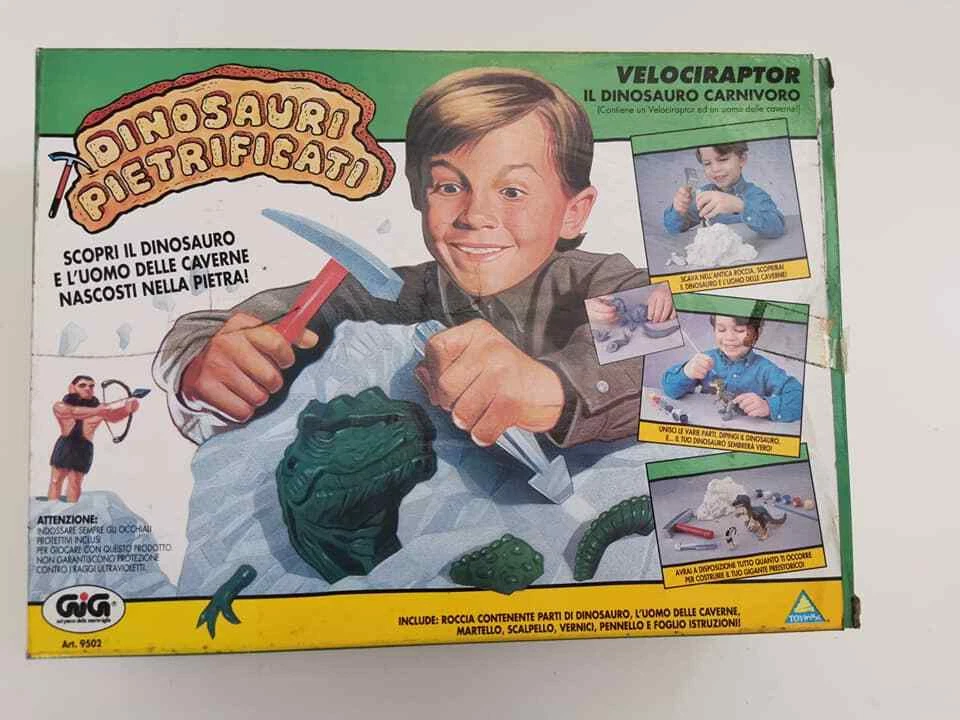 DINOSAURI
PIETRIFICATI
SCOPRI IL DINOSAURO
E L'UOMO DELLE CAVERNE
NASCOSTI NELLA PIETRA!
VELOCIRAPTOR
IL DINOSAURO CARNIVORO
(Contiene un Velociraptor ed un uomo delle caverne!)
SCAVA NELL'ANTICA ROCCIA, SCOPRIRAI
IL DINOSAURO E L'UOMO DELLE CAVERNE!
UNISCI LE VARIE PARTI, DIPINGI IL DINOSAURO,
E... IL TUO DINOSAURO SEMBRERÀ VERO!
AVRAI A DISPOSIZIONE TUTTO QUANTO TI OCCORRE
PER COSTRUIRE IL TUO GIGANTE PREISTORICO!
ATTENZIONE:
INDOSSARE SEMPRE GLI OCCHIALI
PROTETTIVI INCLUSI
PER GIOCARE CON QUESTO PRODOTTO.
NON GARANTISCONO PROTEZIONE
CONTRO I RAGGI ULTRAVIOLETTI.
GiG
nel paese delle meraviglie
Art. 9502
INCLUDE: ROCCIA CONTENENTE PARTI DI DINOSAURO, L'UOMO DELLE CAVERNE,
MARTELLO, SCALPELLO, VERNICI, PENNELLO E FOGLIO ISTRUZIONI!